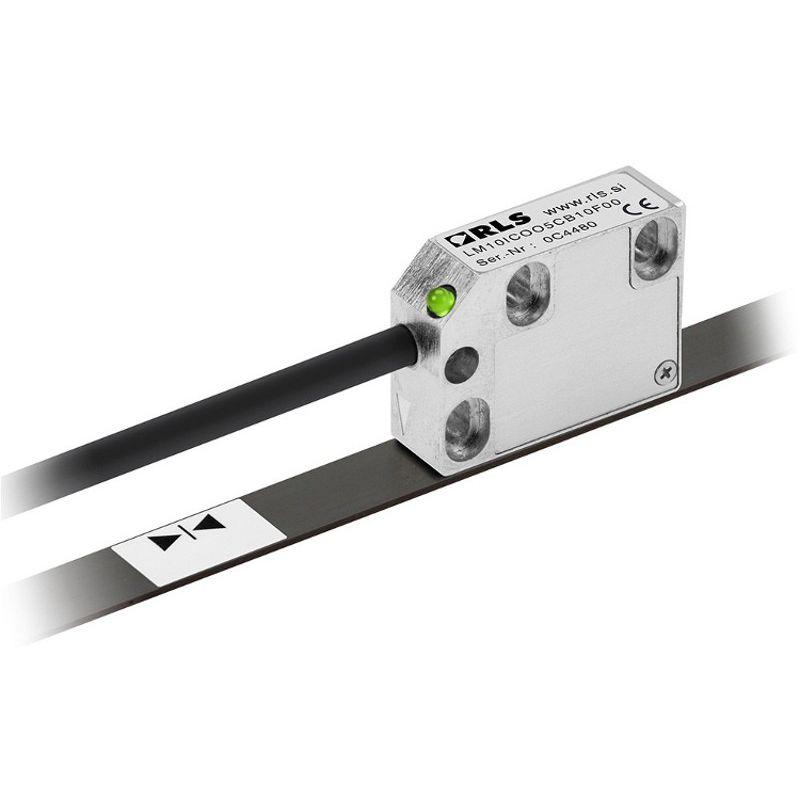 RLS www.rls.si
LM10ICOO5CB10F00 CE
Ser.-Nr : 0C4480